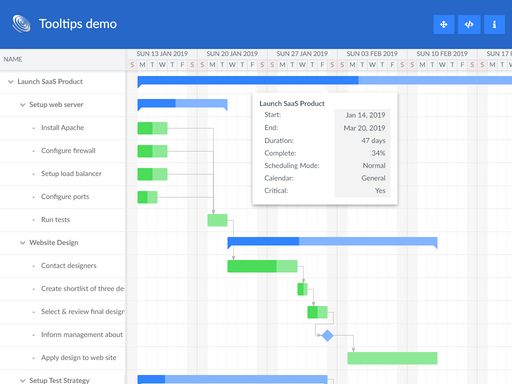 Tooltips demo
NAME
SUN 13 JAN 2019 SUN 20 JAN 2019 SUN 27 JAN 2019 SUN 03 FEB 2019 SUN 10 FEB 2019 SUN 17 F
S M T W T F S S M T W T F S S M T W T F S S M T W T F S S M T W T F S S M T
Launch SaaS Product
Setup web server
Install Apache
Configure firewall
Setup load balancer
Configure ports
Run tests
Website Design
Contact designers
Create shortlist of three de
Select & review final design
Inform management about
Apply design to web site
Setup Test Strategy
Launch SaaS Product
Start: Jan 14, 2019
End: Mar 20, 2019
Duration: 47 days
Complete: 34%
Scheduling Mode: Normal
Calendar: General
Critical: Yes